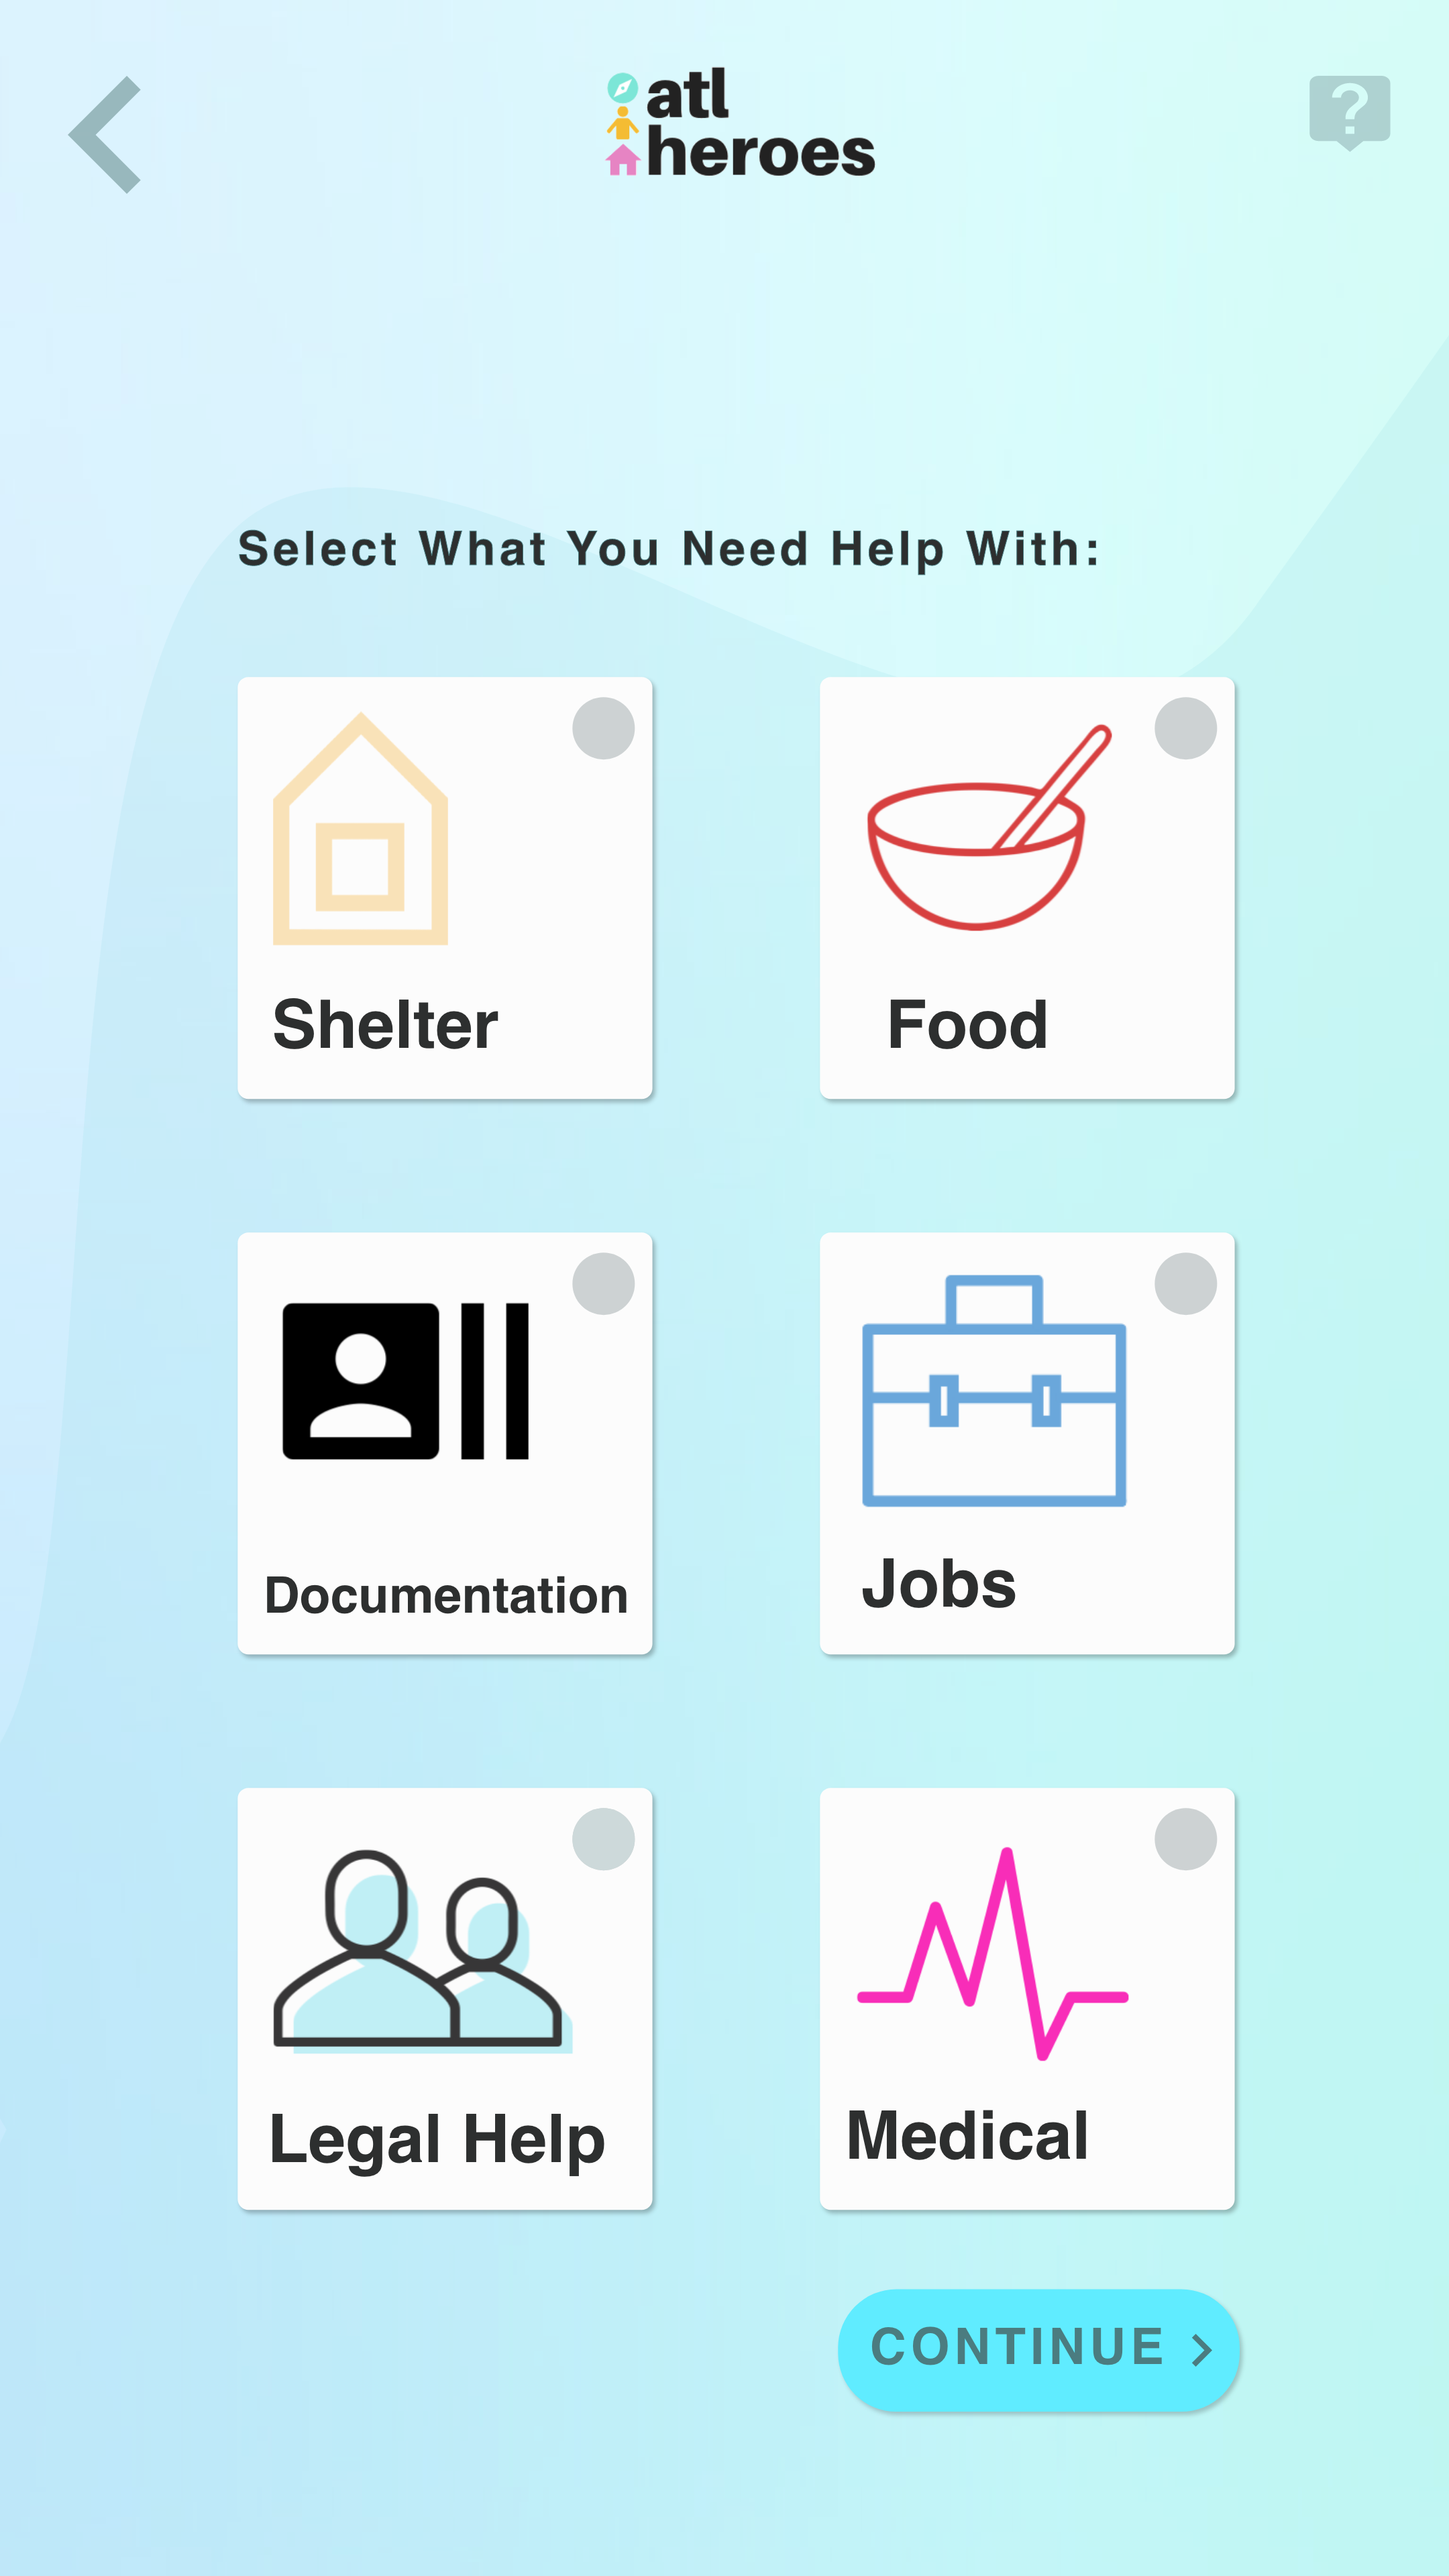 atl
heroes
?
Select What You Need Help With:
Shelter
Food
Documentation
Jobs
Legal Help
Medical
CONTINUE >